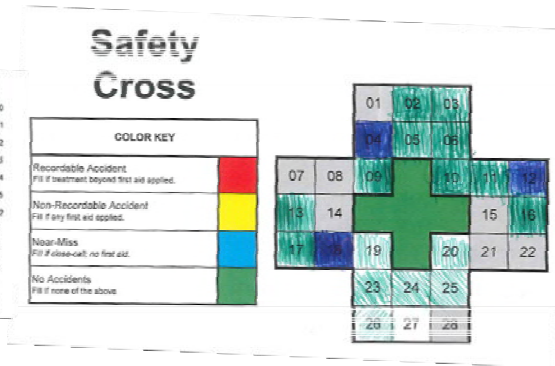 Safety
Cross
COLOR KEY
Recordable Accident
Fill if treatment beyond first aid applied.
Non-Recordable Accident
Fill if any first aid applied.
Near-Miss
Fill if close-call; no first aid.
No Accidents
Fill if none of the above
01 02 03
04 05 06
07 08 09 10 11 12
13 14 15 16
17 18 19 20 21 22
23 24 25
26 27 28